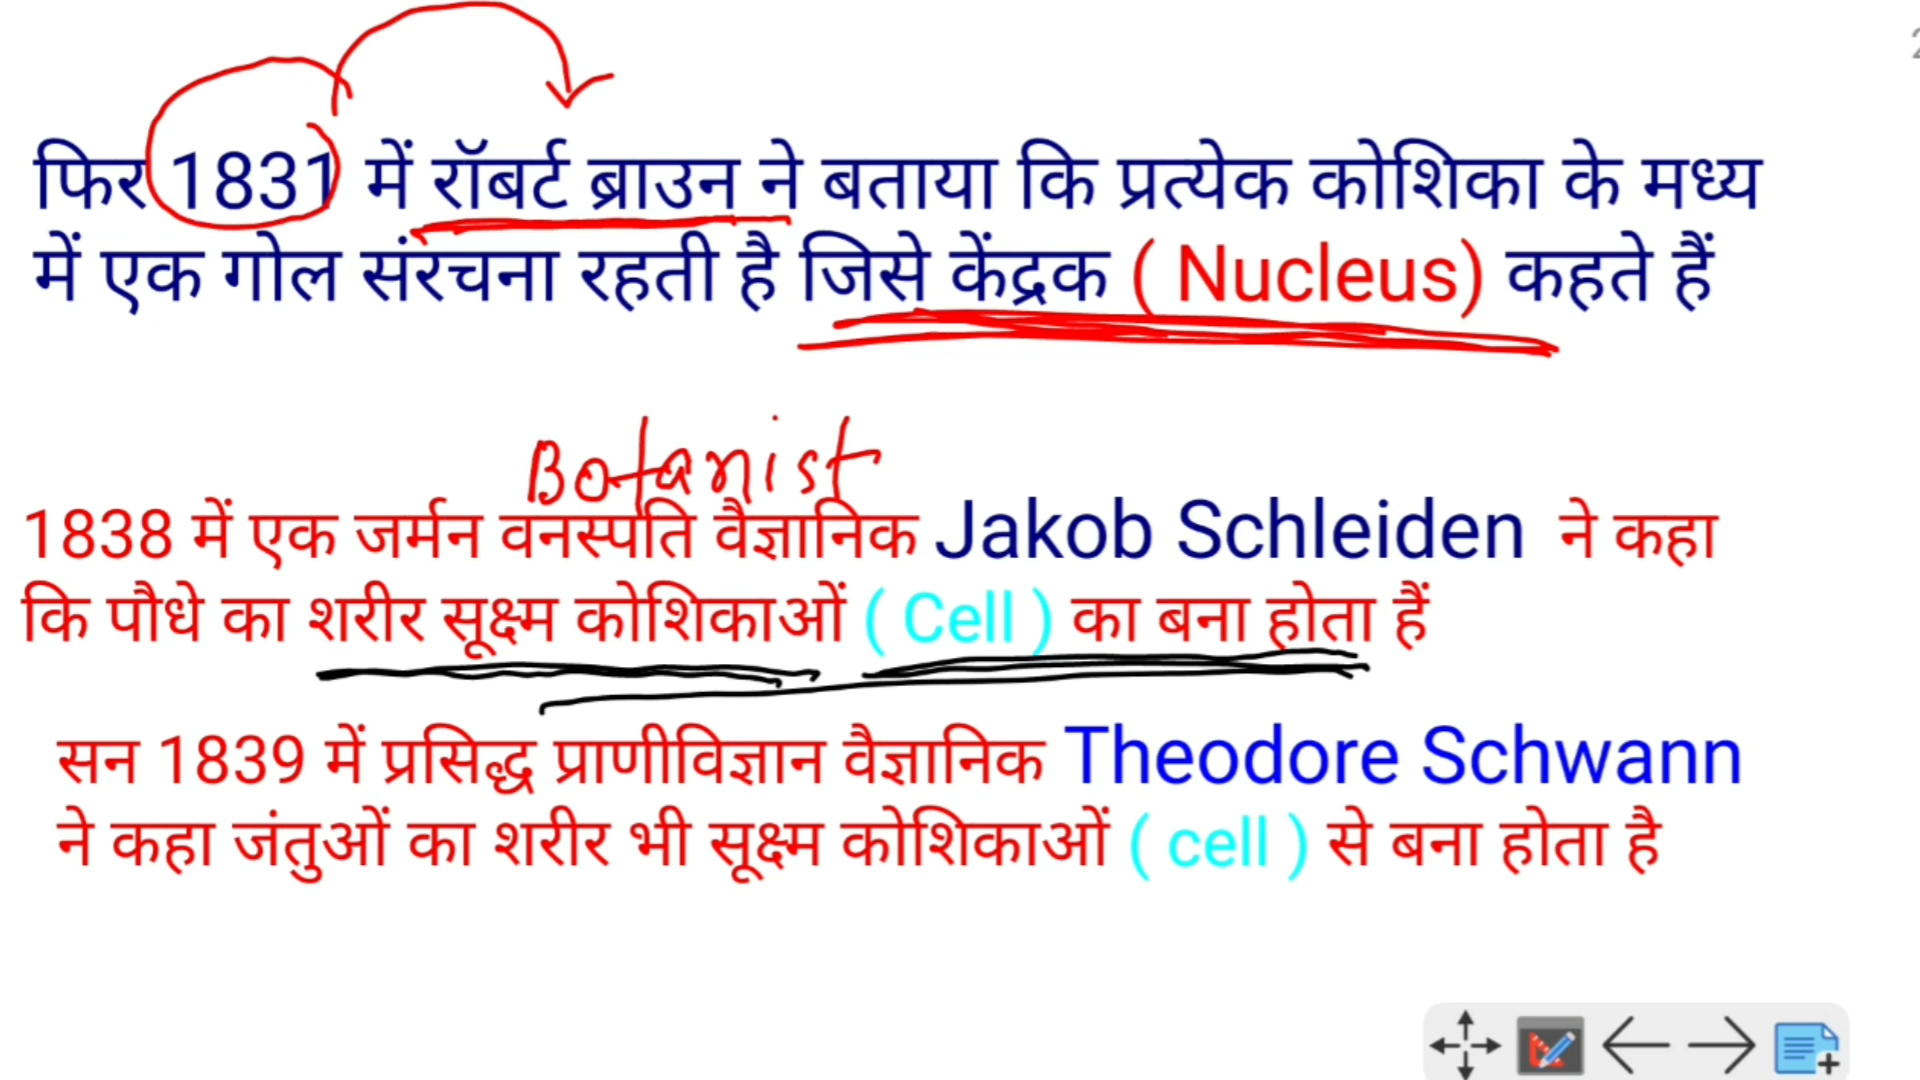 फिर 1831 में रॉबर्ट ब्राउन ने बताया कि प्रत्येक कोशिका के मध्य
में एक गोल संरचना रहती है जिसे केंद्रक ( Nucleus) कहते हैं
Botanist
1838 में एक जर्मन वनस्पति वैज्ञानिक Jakob Schleiden ने कहा
कि पौधे का शरीर सूक्ष्म कोशिकाओं ( Cell ) का बना होता हैं
सन 1839 में प्रसिद्ध प्राणीविज्ञान वैज्ञानिक Theodore Schwann
ने कहा जंतुओं का शरीर भी सूक्ष्म कोशिकाओं ( cell ) से बना होता है